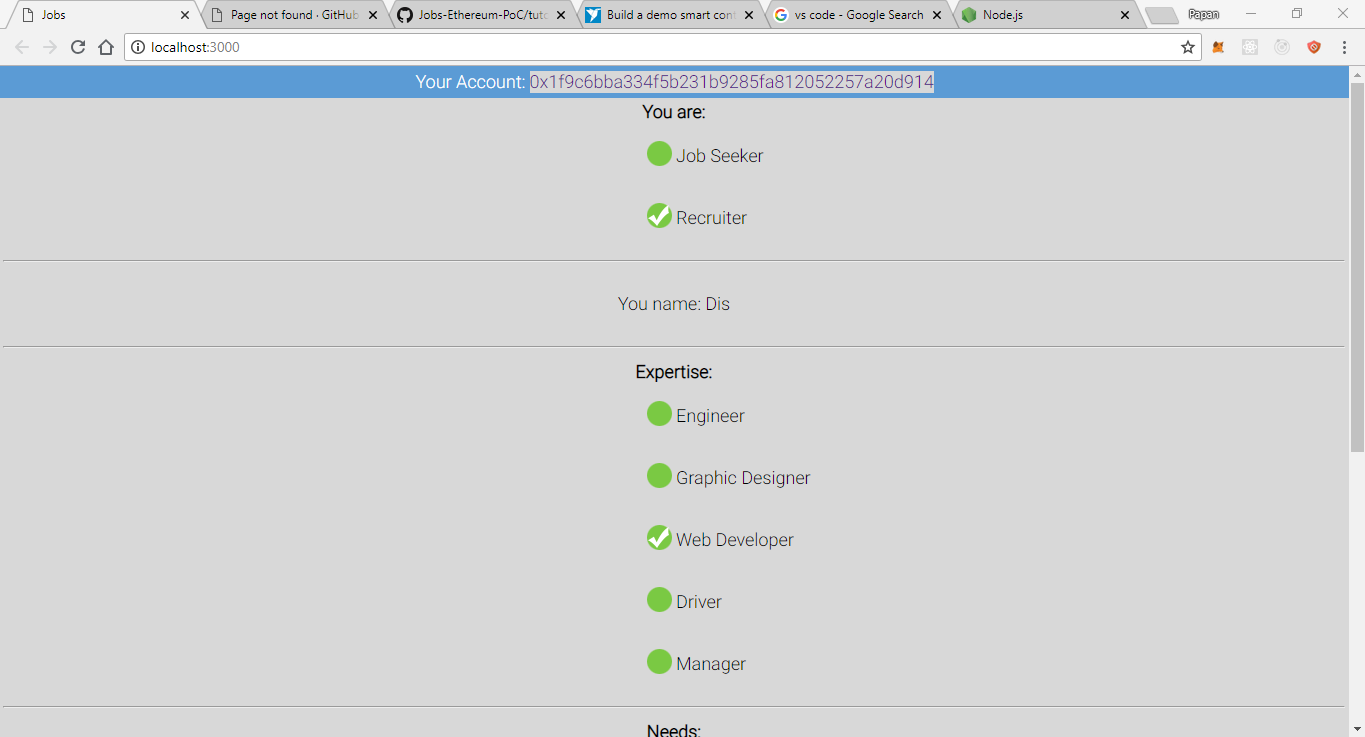 Jobs
Page not found · GitHub
Jobs-Ethereum-PoC/tuto
Build a demo smart cont
vs code - Google Search
Node.js
Papan
localhost:3000
Your Account: 0x1f9c6bba334f5b231b9285fa812052257a20d914
You are:
Job Seeker
Recruiter
You name: Dis
Expertise:
Engineer
Graphic Designer
Web Developer
Driver
Manager
Needs: